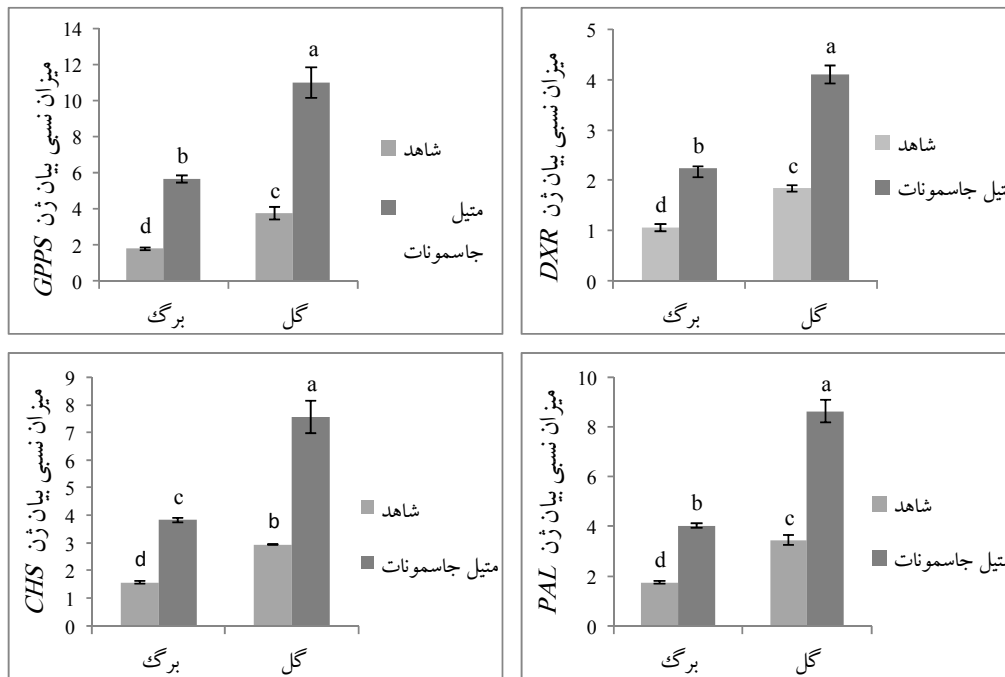 میزان نسبی بیان ژن GPPS
14
12
10
8
6
4
2
0
d
b
c
a
برگ
گل
شاهد
متیل
جاسمونات
میزان نسبی بیان ژن DXR
5
4
3
2
1
0
d
b
c
a
برگ
گل
شاهد
متیل جاسمونات
میزان نسبی بیان ژن CHS
9
8
7
6
5
4
3
2
1
0
d
c
b
a
برگ
گل
شاهد
متیل جاسمونات
میزان نسبی بیان ژن PAL
10
8
6
4
2
0
d
b
c
a
برگ
گل
شاهد
متیل جاسمونات